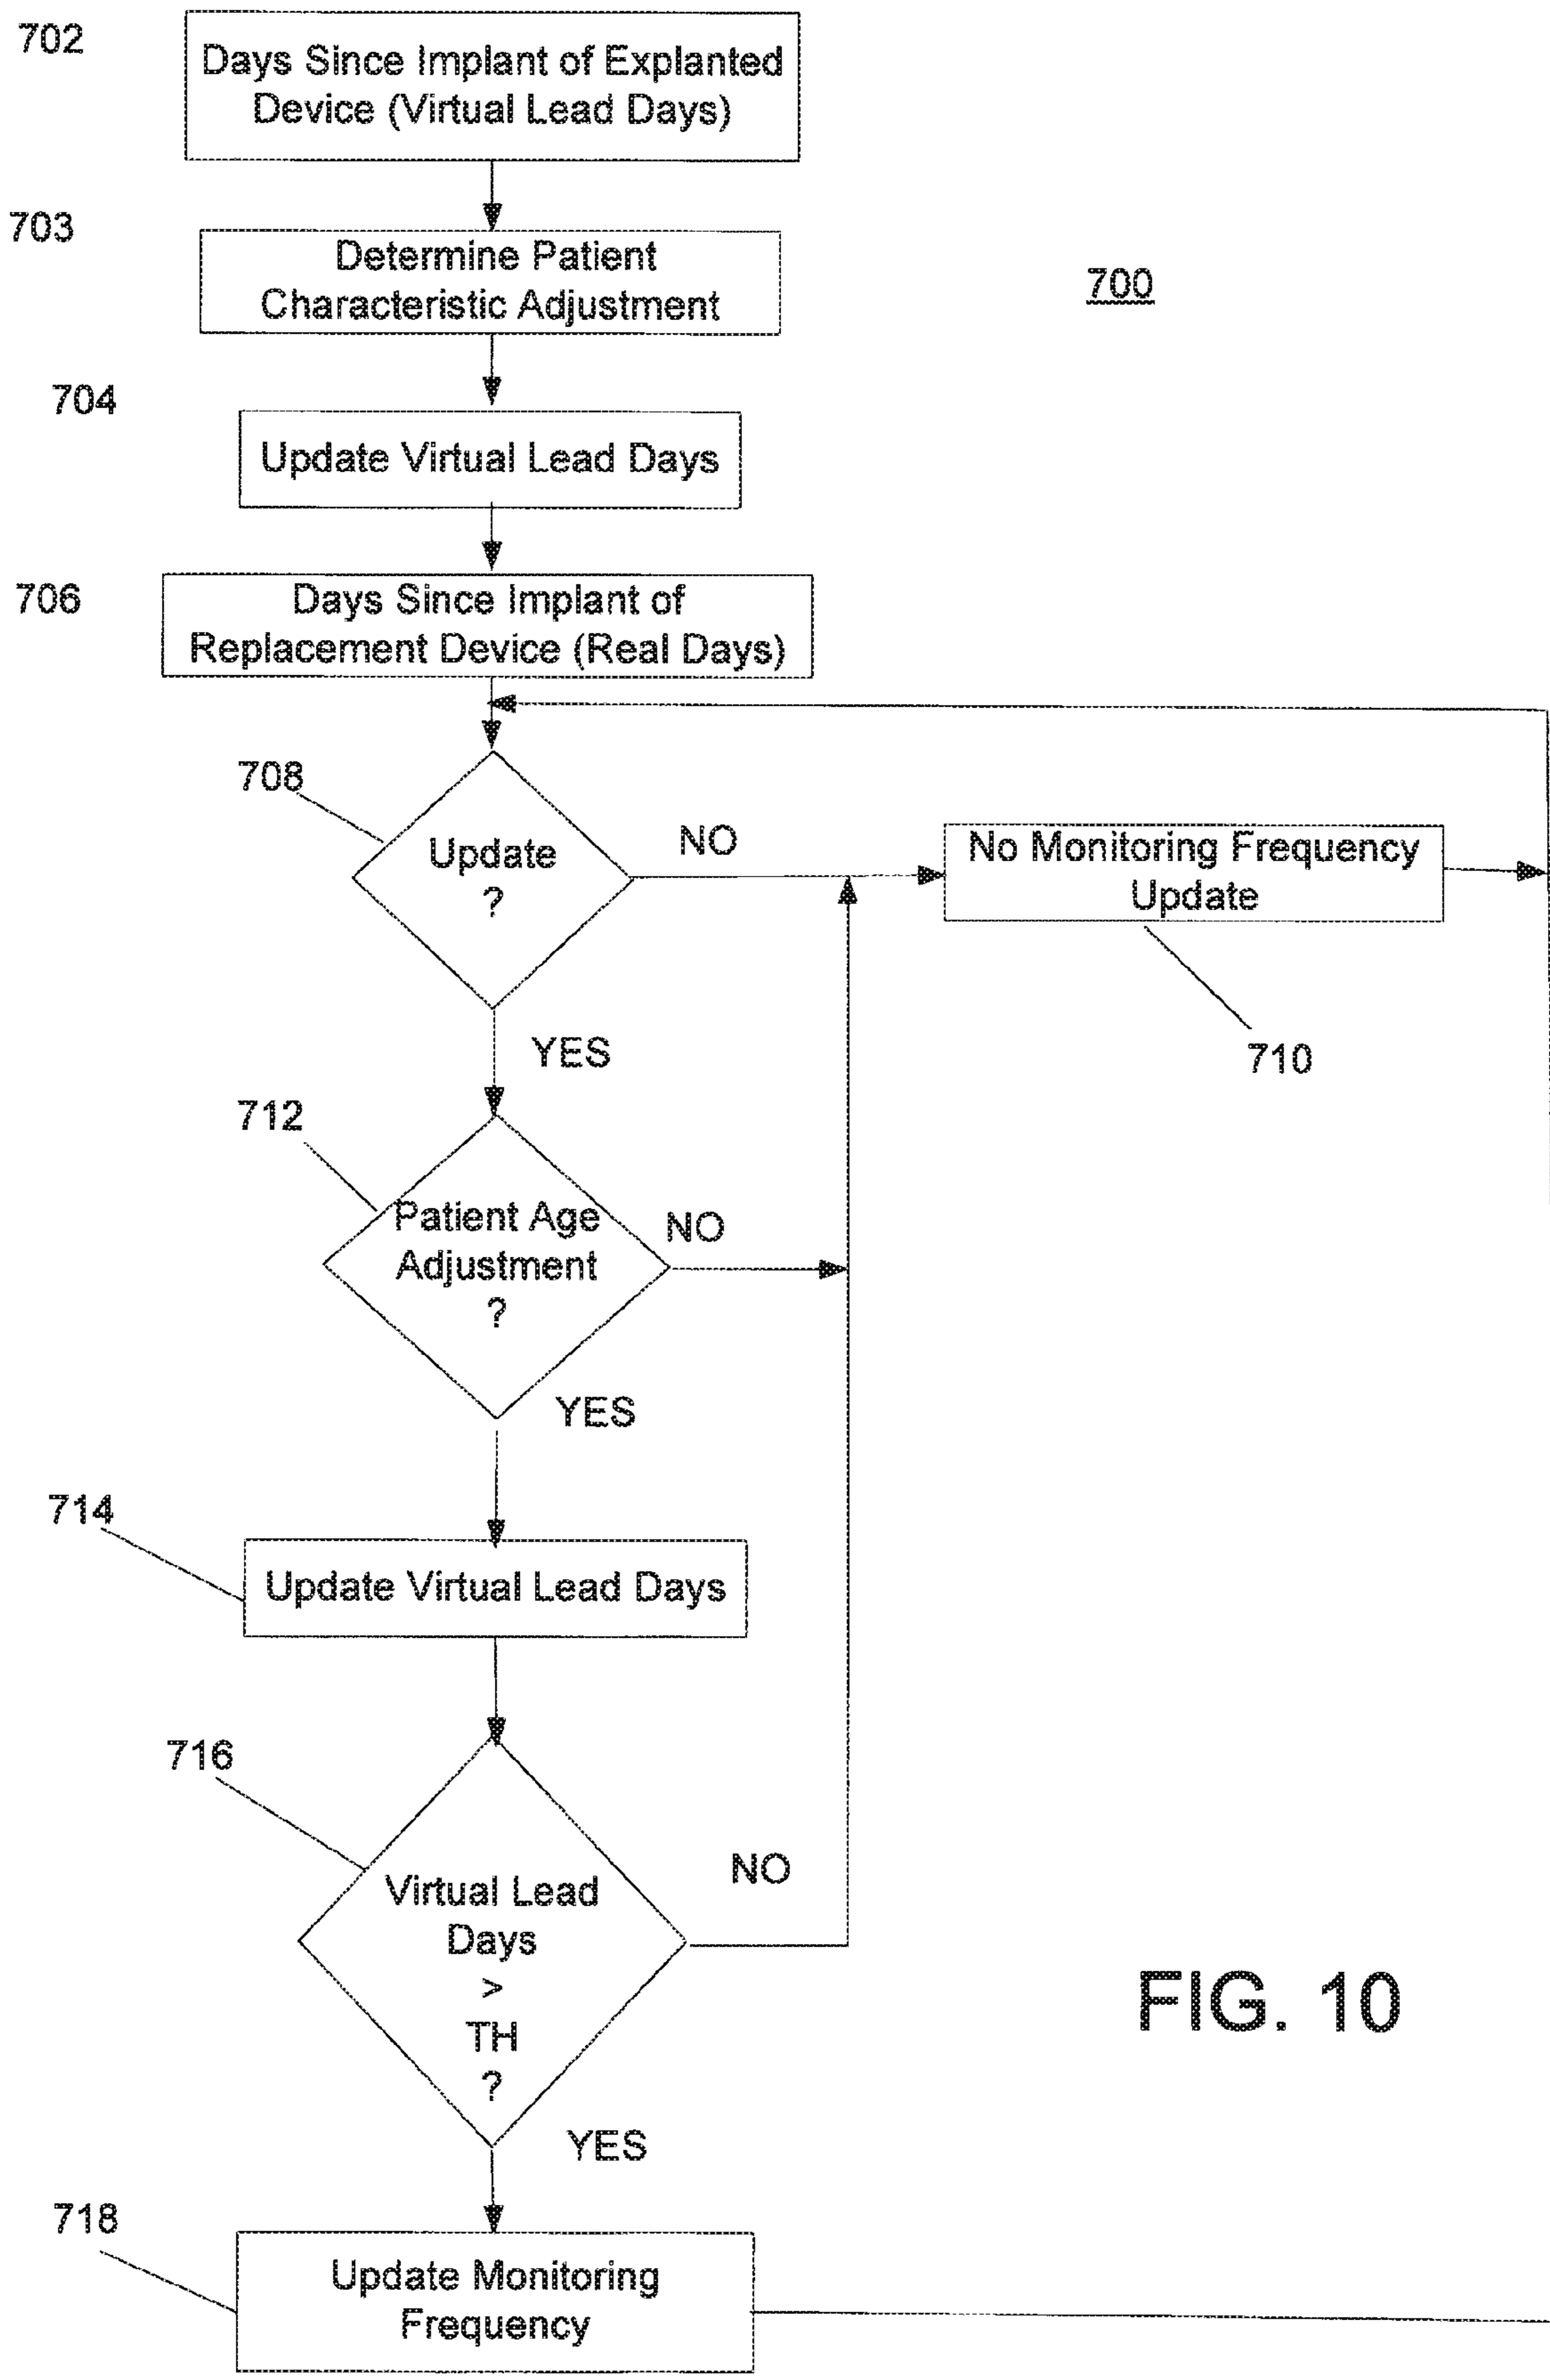 702
Days Since Implant of Explanted
Device (Virtual Lead Days)
703
Determine Patient
Characteristic Adjustment
700
704
Update Virtual Lead Days
706
Days Since Implant of
Replacement Device (Real Days)
708
Update
?
NO
No Monitoring Frequency
Update
710
YES
712
Patient Age
Adjustment
?
NO
YES
714
Update Virtual Lead Days
716
Virtual Lead
Days
>
TH
?
NO
YES
FIG. 10
718
Update Monitoring
Frequency